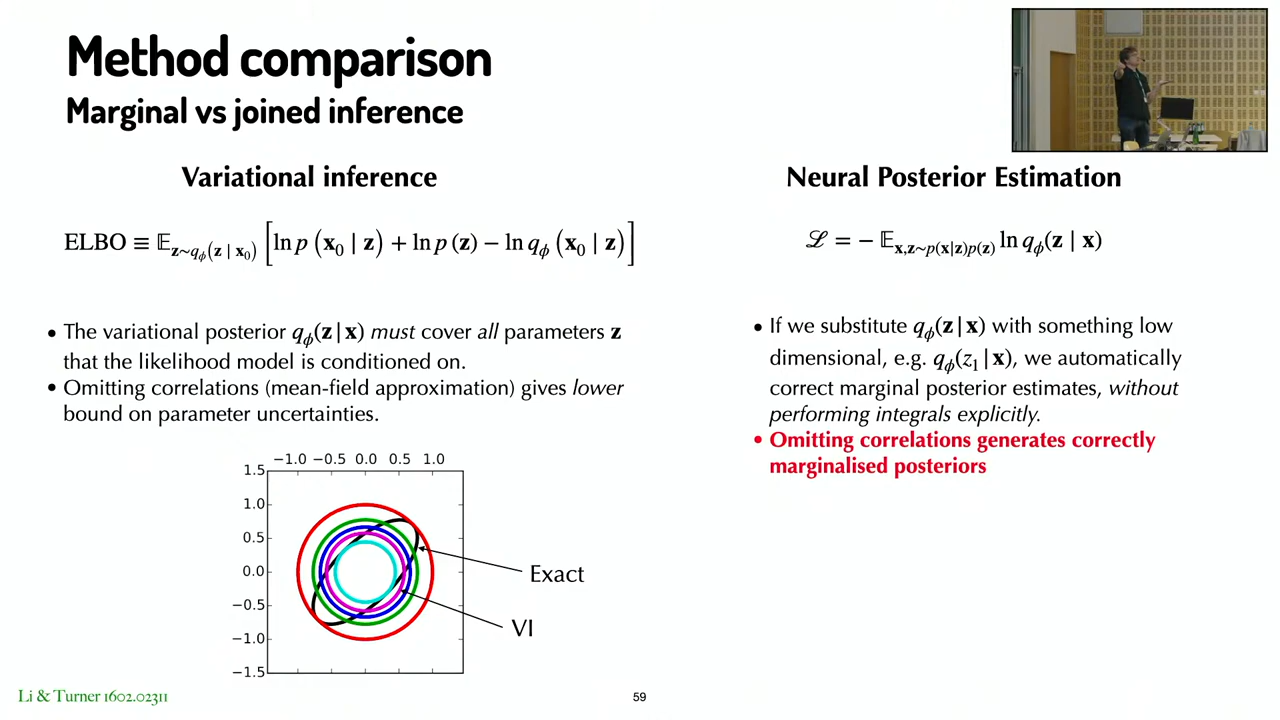 Method comparison
Marginal vs joined inference
Variational inference
ELBO ≡ 𝔼_{z∼q_ϕ(z | x_0)} [ln p (x_0 | z) + ln p (z) − ln q_ϕ (x_0 | z)]
• The variational posterior q_ϕ(z | x) must cover all parameters z
that the likelihood model is conditioned on.
• Omitting correlations (mean-field approximation) gives lower
bound on parameter uncertainties.
−1.0 −0.5 0.0 0.5 1.0
1.5
1.0
0.5
0.0
−0.5
−1.0
−1.5
Exact
VI
Neural Posterior Estimation
ℒ = − 𝔼_{x,z∼p(x|z)p(z)} ln q_ϕ(z | x)
• If we substitute q_ϕ(z | x) with something low
dimensional, e.g. q_ϕ(z_1 | x), we automatically
correct marginal posterior estimates, without
performing integrals explicitly.
• Omitting correlations generates correctly
marginalised posteriors
Li & Turner 1602.02311
59